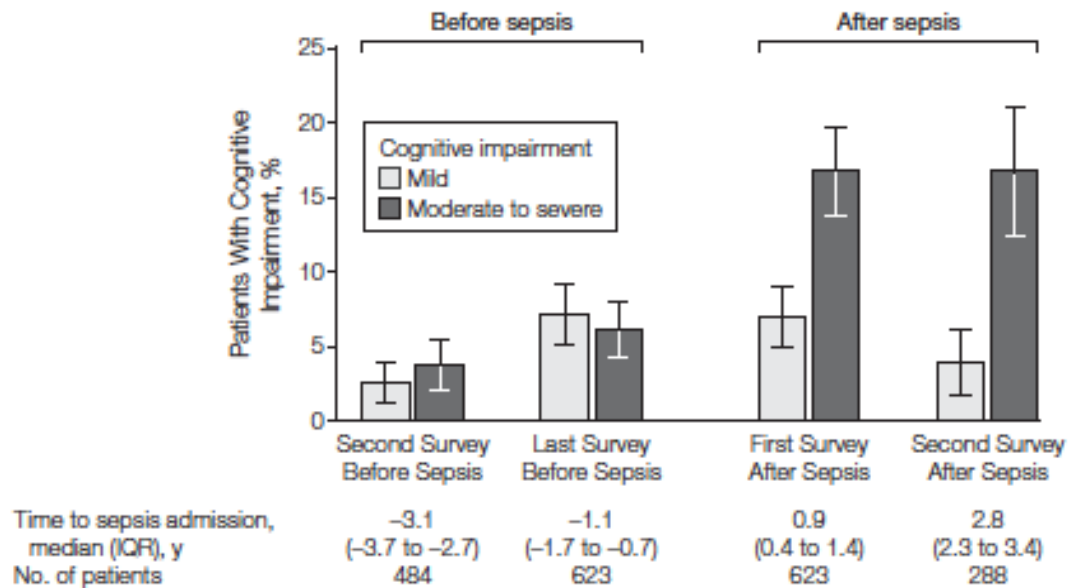 Before sepsis
After sepsis
25
20
15
10
5
0
Patients With Cognitive
Impairment, %
Cognitive impairment
Mild
Moderate to severe
Second Survey
Before Sepsis
Last Survey
Before Sepsis
First Survey
After Sepsis
Second Survey
After Sepsis
Time to sepsis admission,
median (IQR), y
–3.1
(–3.7 to –2.7)
–1.1
(–1.7 to –0.7)
0.9
(0.4 to 1.4)
2.8
(2.3 to 3.4)
No. of patients
484
623
623
288